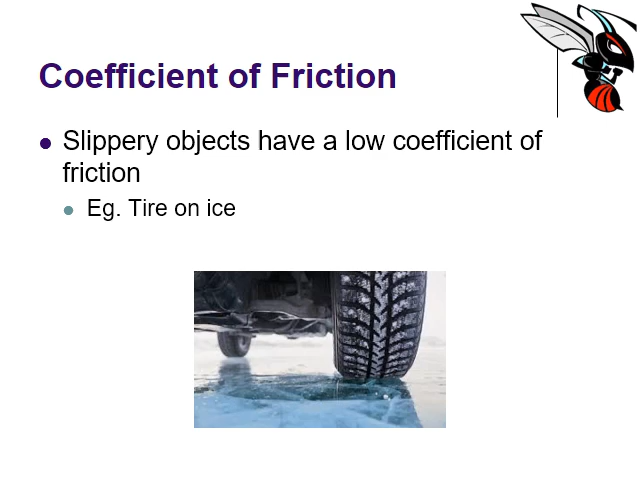 Coefficient of Friction
Slippery objects have a low coefficient of
friction
Eg. Tire on ice